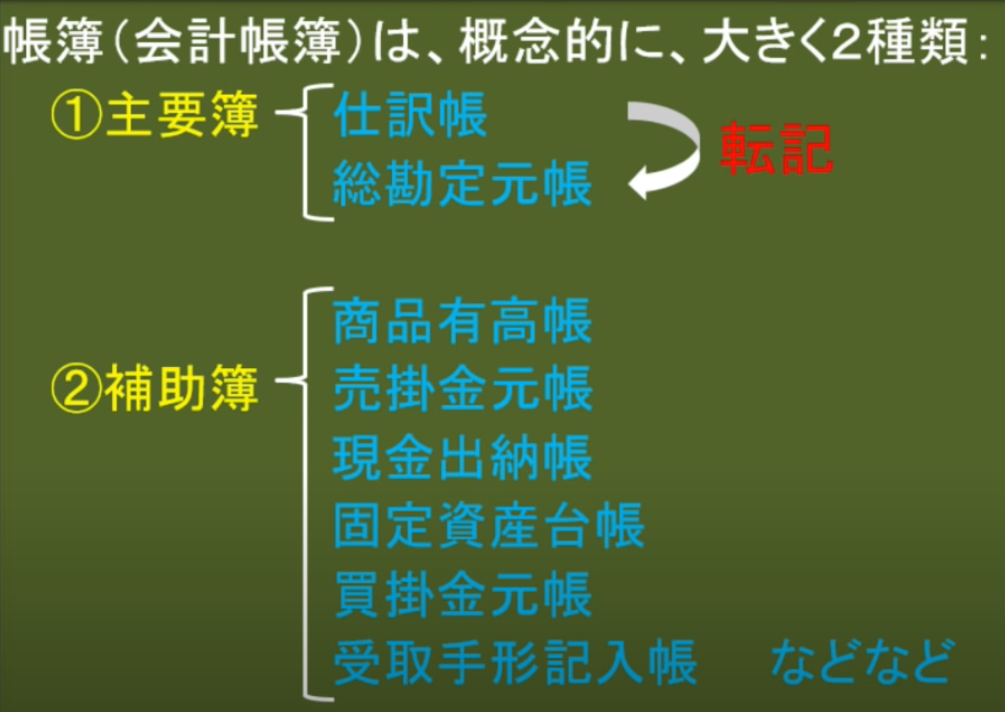 帳簿(会計帳簿)は、概念的に、大きく2種類:
①主要簿
仕訳帳
総勘定元帳
転記
②補助簿
商品有高帳
売掛金元帳
現金出納帳
固定資産台帳
買掛金元帳
受取手形記入帳 などなど